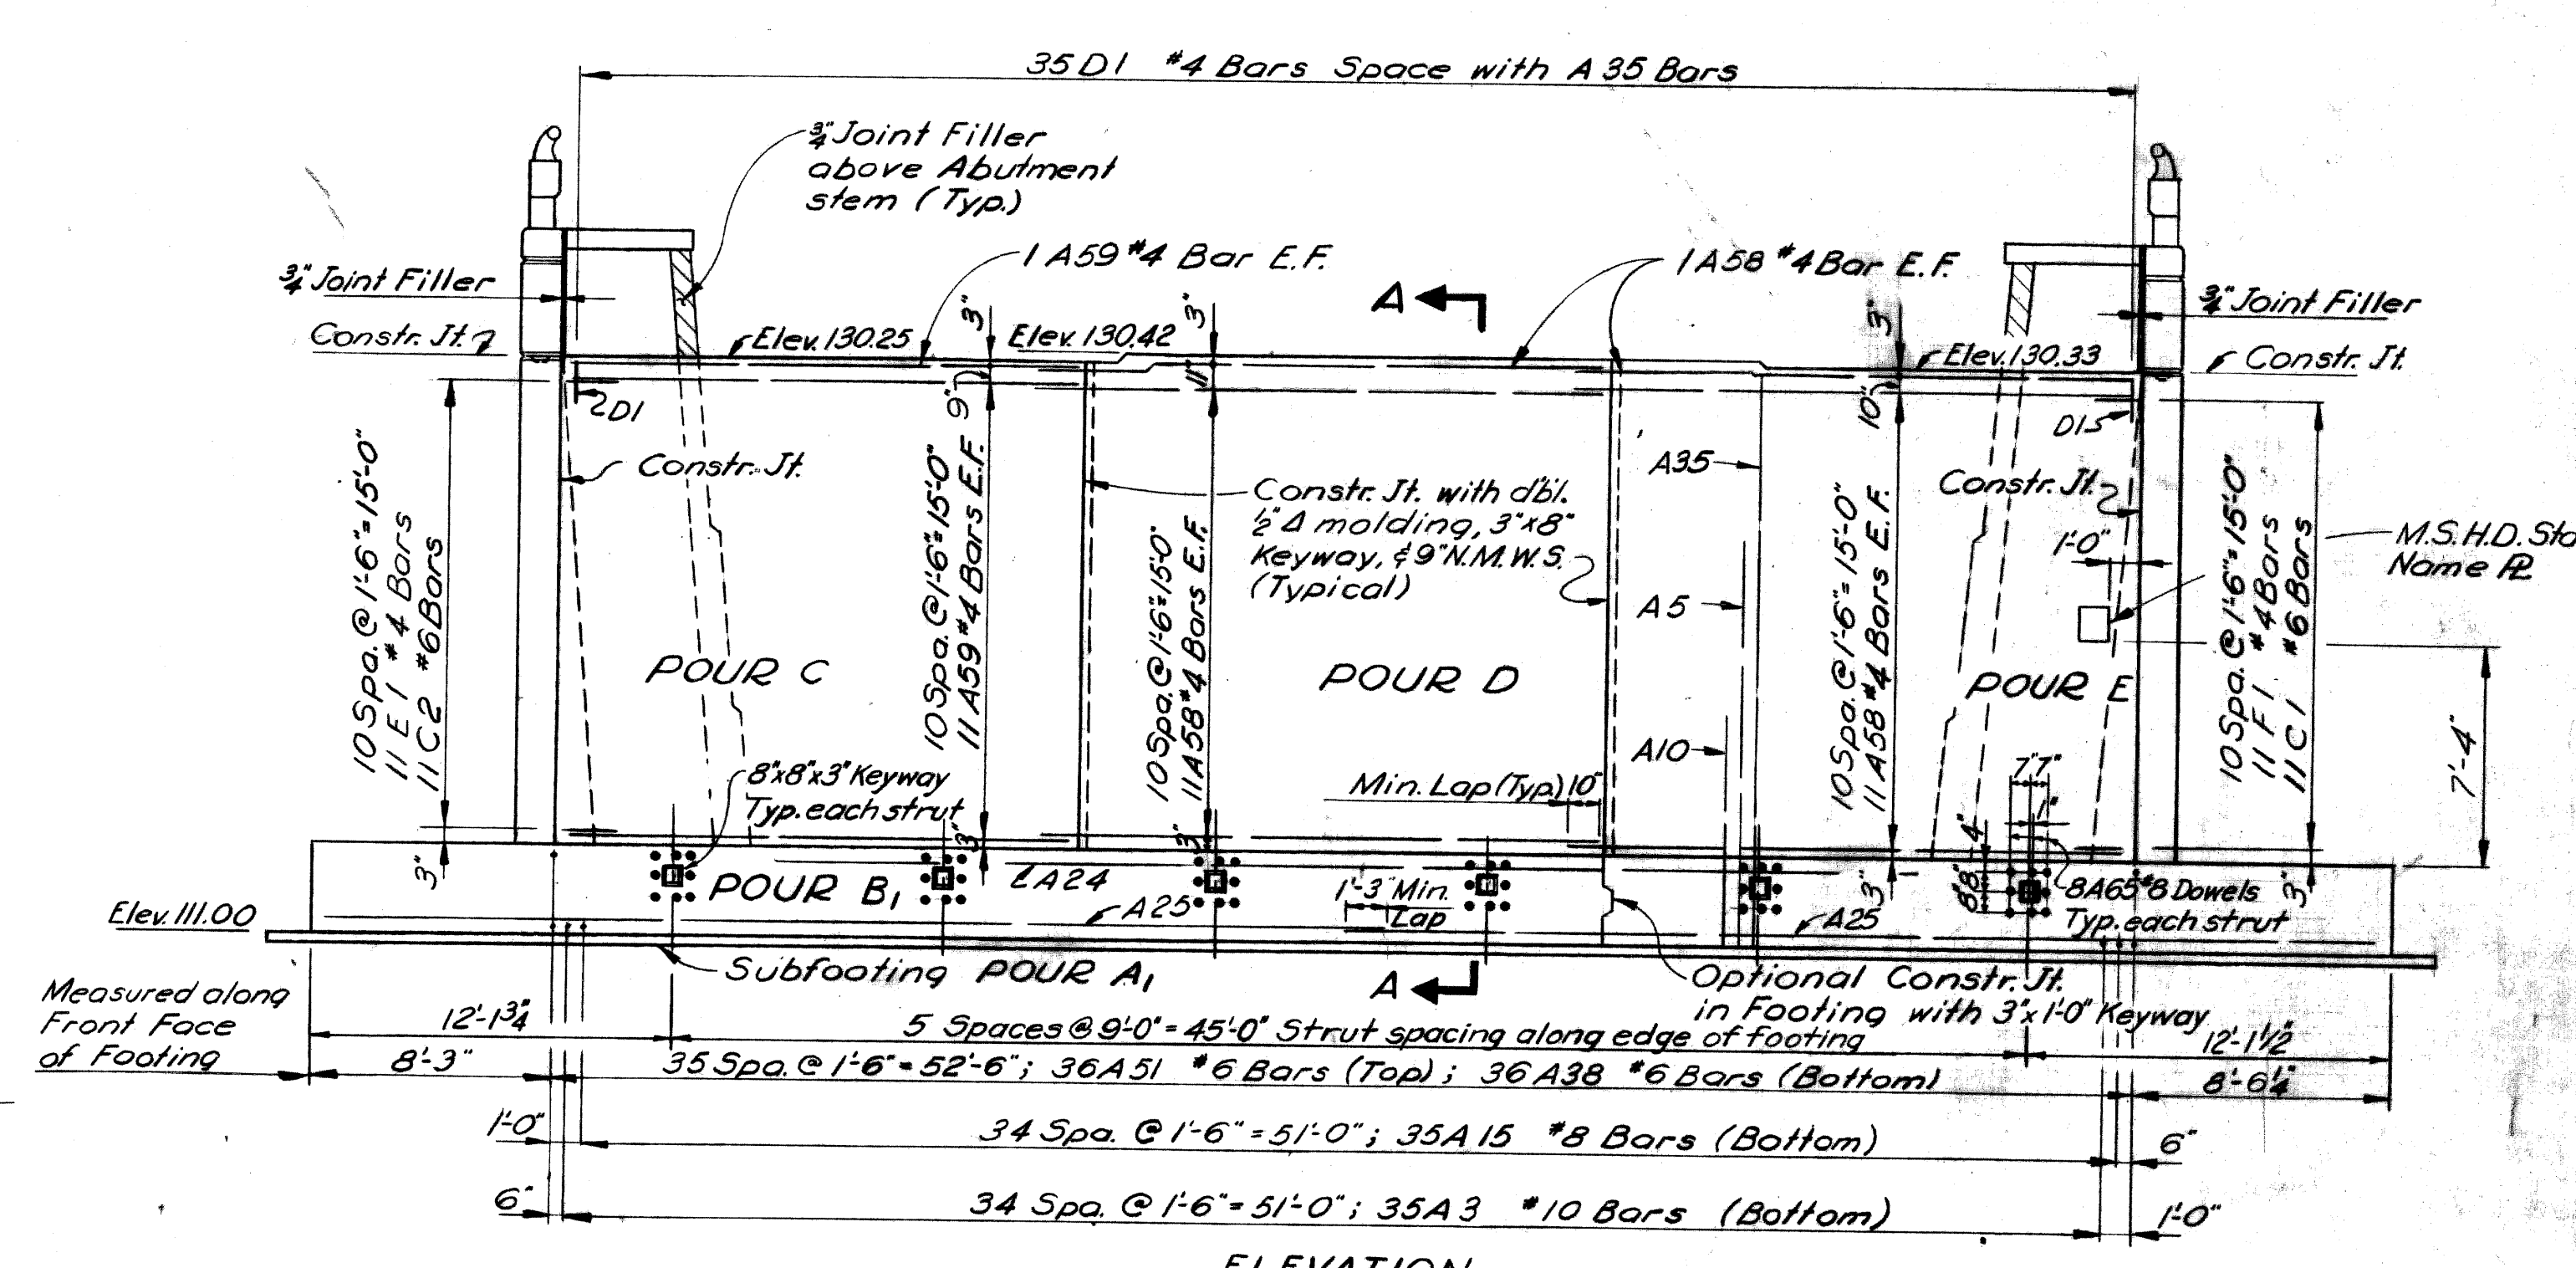 35 D1 #4 Bars Space with A35 Bars
3/4" Joint Filler
above Abutment
stem (Typ.)
1 A59 #4 Bar E.F.
1 A58 #4 Bar E.F.
A
3/4" Joint Filler
3/4" Joint Filler
Constr. Jt.
Elev. 130.25
3"
Elev. 130.42
3"
3"
Elev. 130.33
Constr. Jt.
D1
9"
11"
10"
D1
Constr. Jt.
A35
Constr. Jt.
Constr. Jt. with dbl.
1/2" Δ molding, 3"x8"
Keyway, & 9" N.M.W.S.
(Typical)
1'-0"
M.S.H.D. Std
Name PL
10 Spa. @ 1'-6" = 15'-0"
11 E1 #4 Bars
11 C2 #6 Bars
10 Spa. @ 1'-6" = 15'-0"
11 A59 #4 Bars E.F.
10 Spa. @ 1'-6" = 15'-0"
11 A58 #4 Bars E.F.
A5
10 Spa. @ 1'-6" = 15'-0"
11 A58 #4 Bars E.F.
10 Spa. @ 1'-6" = 15'-0"
11 F1 #4 Bars
11 C1 #6 Bars
POUR C
POUR D
POUR E
A10
7'-4"
8"x8"x3" Keyway
Typ. each strut
Min. Lap (Typ.) 10"
7" 7"
1"
4"
8" 8"
3"
3"
3"
3"
3"
POUR B1
A24
A25
1'-3" Min.
Lap
A25
8A65 #8 Dowels
Typ. each strut
Elev. 111.00
Subfooting POUR A1
A
Optional Constr. Jt.
in Footing with 3"x1'-0" Keyway
Measured along
Front Face
of Footing
12'-1 3/4"
5 Spaces @ 9'-0" = 45'-0" Strut spacing along edge of footing
12'-1 1/2"
8'-3"
35 Spa. @ 1'-6" = 52'-6"; 36 A51 #6 Bars (Top); 36 A38 #6 Bars (Bottom)
8'-6 1/4"
1'-0"
34 Spa. @ 1'-6" = 51'-0"; 35 A15 #8 Bars (Bottom)
6"
6"
34 Spa. @ 1'-6" = 51'-0"; 35 A3 #10 Bars (Bottom)
1'-0"
ELEVATION